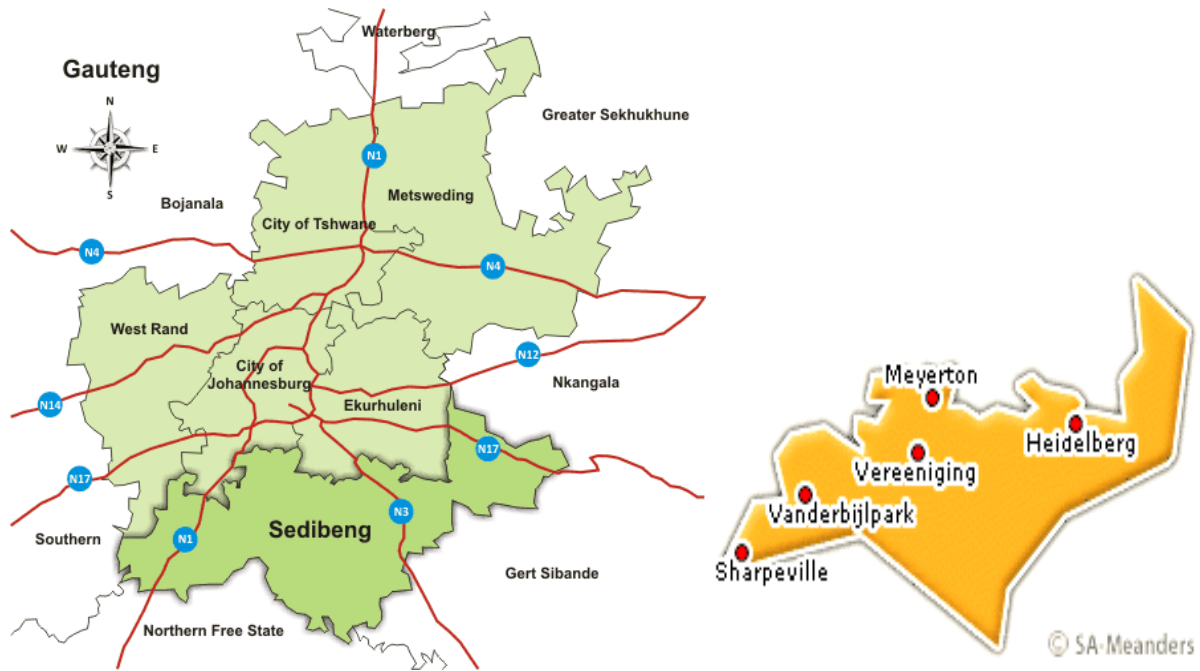 Waterberg
Gauteng
N
W
E
S
Greater Sekhukhune
N1
Metsweding
Bojanala
City of Tshwane
N4
N4
West Rand
N12
City of
Johannesburg
Nkangala
N14
Ekurhuleni
N17
N17
Sedibeng
N3
Southern
N1
Gert Sibande
Northern Free State
Meyerton
Heidelberg
Vereeniging
Vanderbijlpark
Sharpeville
© SA-Meanders